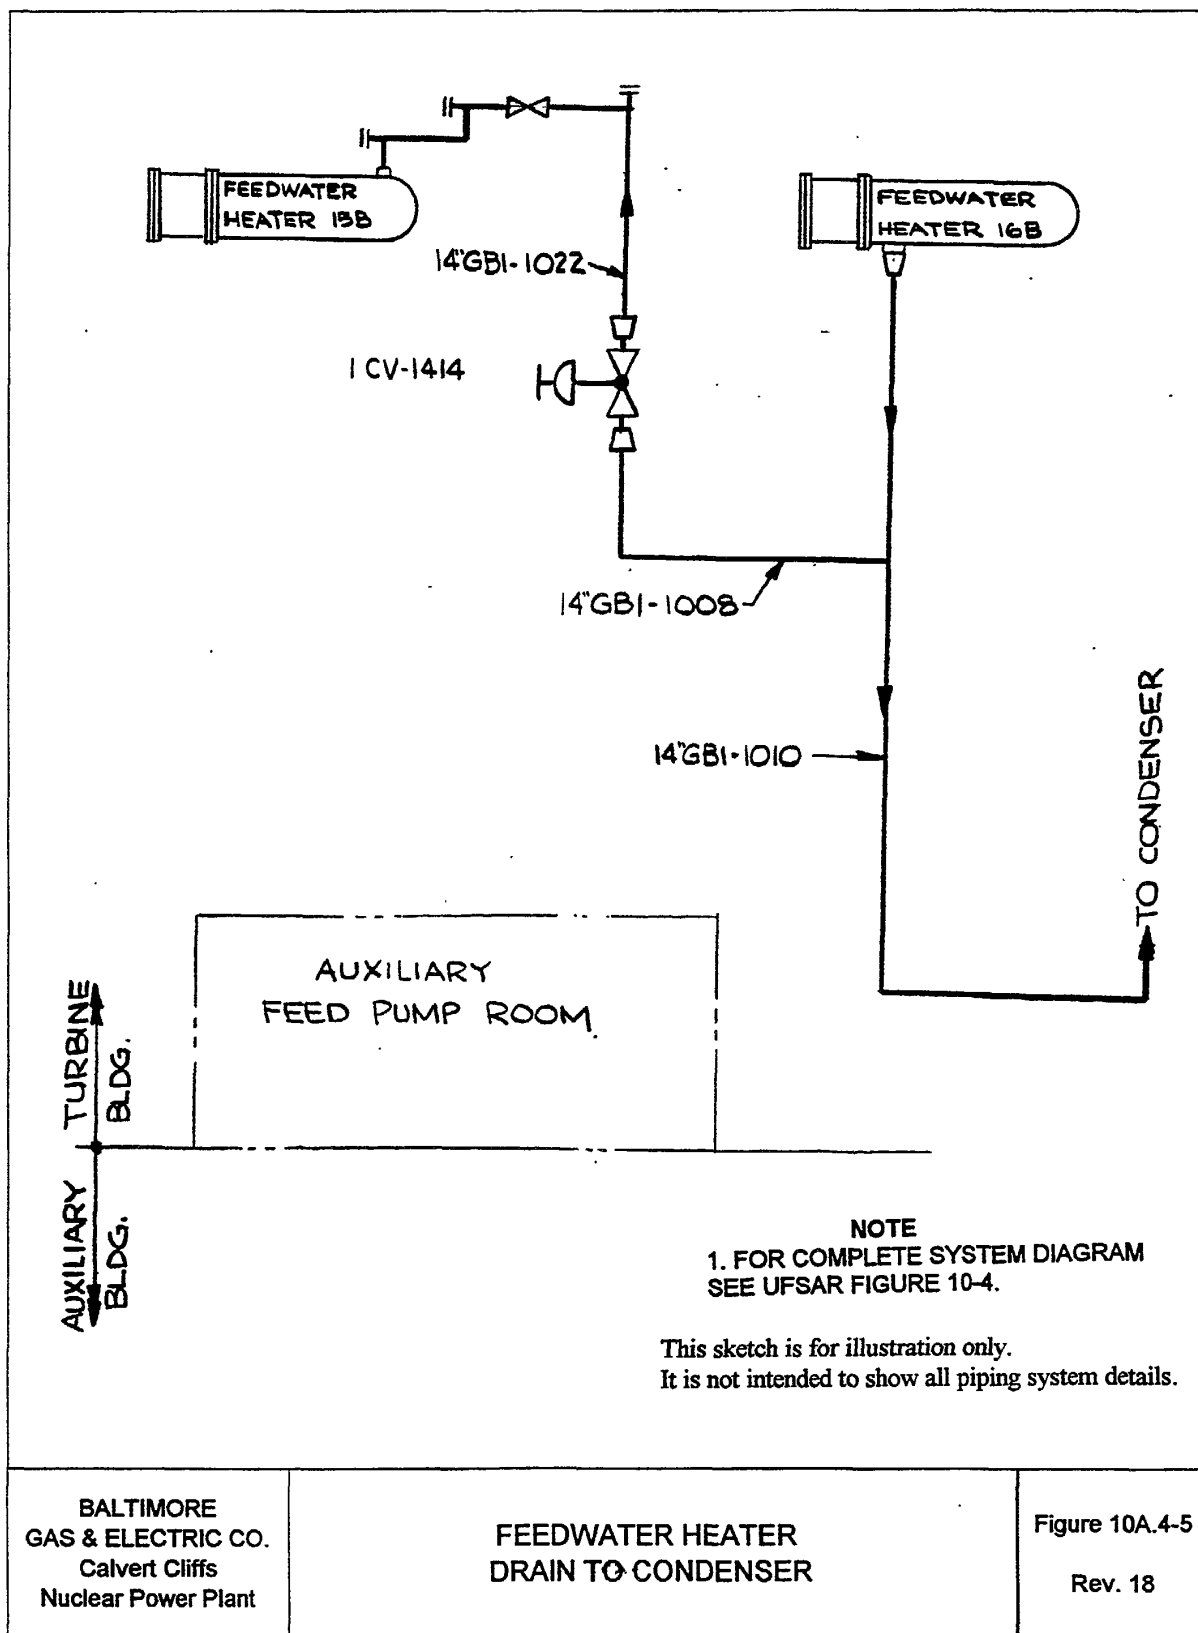 FEEDWATER
HEATER 15B
FEEDWATER
HEATER 16B
14"GB1-1022
1 CV-1414
14"GB1-1008
14"GB1-1010
TO CONDENSER
AUXILIARY
FEED PUMP ROOM
TURBINE
BLDG.
AUXILIARY
BLDG.
NOTE
1. FOR COMPLETE SYSTEM DIAGRAM
SEE UFSAR FIGURE 10-4.
This sketch is for illustration only.
It is not intended to show all piping system details.
BALTIMORE
GAS & ELECTRIC CO.
Calvert Cliffs
Nuclear Power Plant
FEEDWATER HEATER
DRAIN TO CONDENSER
Figure 10A.4-5
Rev. 18